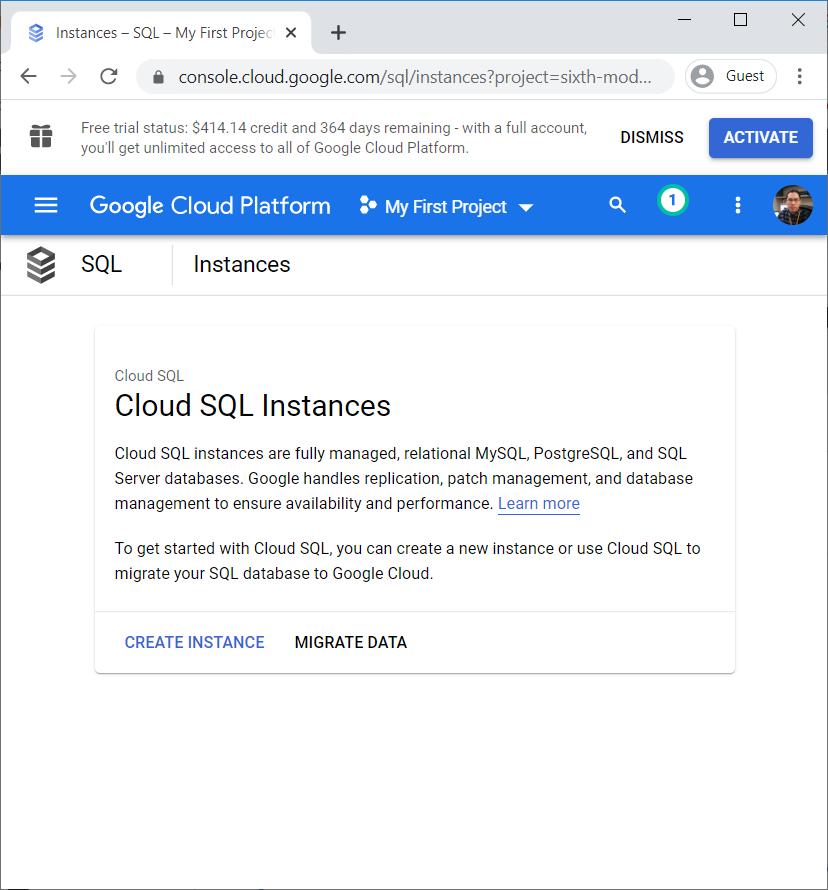 Instances – SQL – My First Projec
console.cloud.google.com/sql/instances?project=sixth-mod...
Guest
Free trial status: $414.14 credit and 364 days remaining - with a full account,
you'll get unlimited access to all of Google Cloud Platform.
DISMISS
ACTIVATE
Google Cloud Platform
My First Project
1
SQL
Instances
Cloud SQL
Cloud SQL Instances
Cloud SQL instances are fully managed, relational MySQL, PostgreSQL, and SQL
Server databases. Google handles replication, patch management, and database
management to ensure availability and performance. Learn more
To get started with Cloud SQL, you can create a new instance or use Cloud SQL to
migrate your SQL database to Google Cloud.
CREATE INSTANCE
MIGRATE DATA